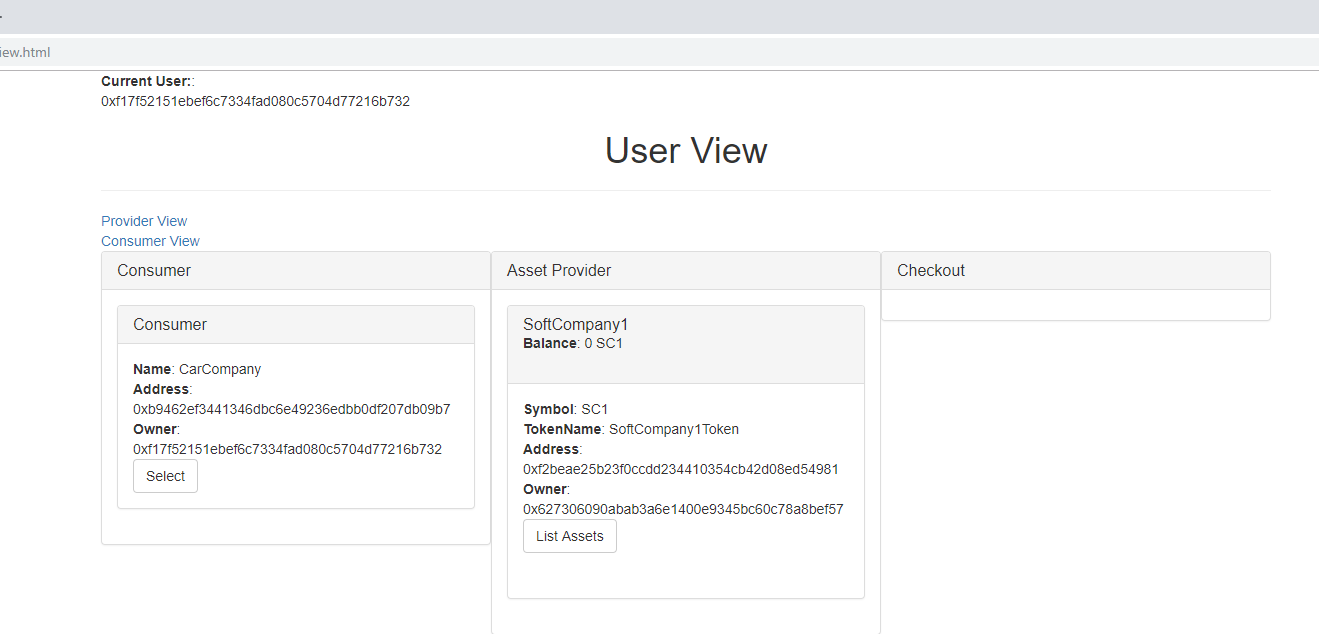 iew.html
Current User::
0xf17f52151ebef6c7334fad080c5704d77216b732
User View
Provider View
Consumer View
Consumer
Consumer
Name: CarCompany
Address:
0xb9462ef3441346dbc6e49236edbb0df207db09b7
Owner:
0xf17f52151ebef6c7334fad080c5704d77216b732
Select
Asset Provider
SoftCompany1
Balance: 0 SC1
Symbol: SC1
TokenName: SoftCompany1Token
Address:
0xf2beae25b23f0ccdd234410354cb42d08ed54981
Owner:
0x627306090abab3a6e1400e9345bc60c78a8bef57
List Assets
Checkout